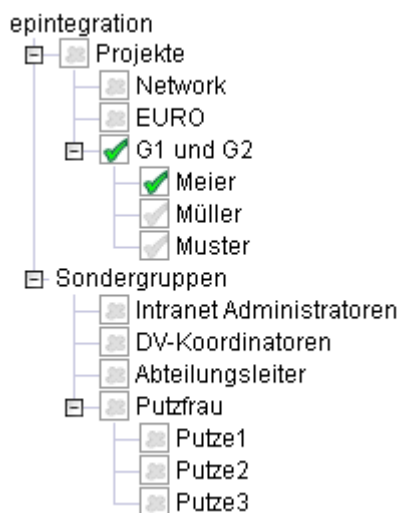 epintegration
Projekte
Network
EURO
G1 und G2
Meier
Müller
Muster
Sondergruppen
Intranet Administratoren
DV-Koordinatoren
Abteilungsleiter
Putzfrau
Putze1
Putze2
Putze3